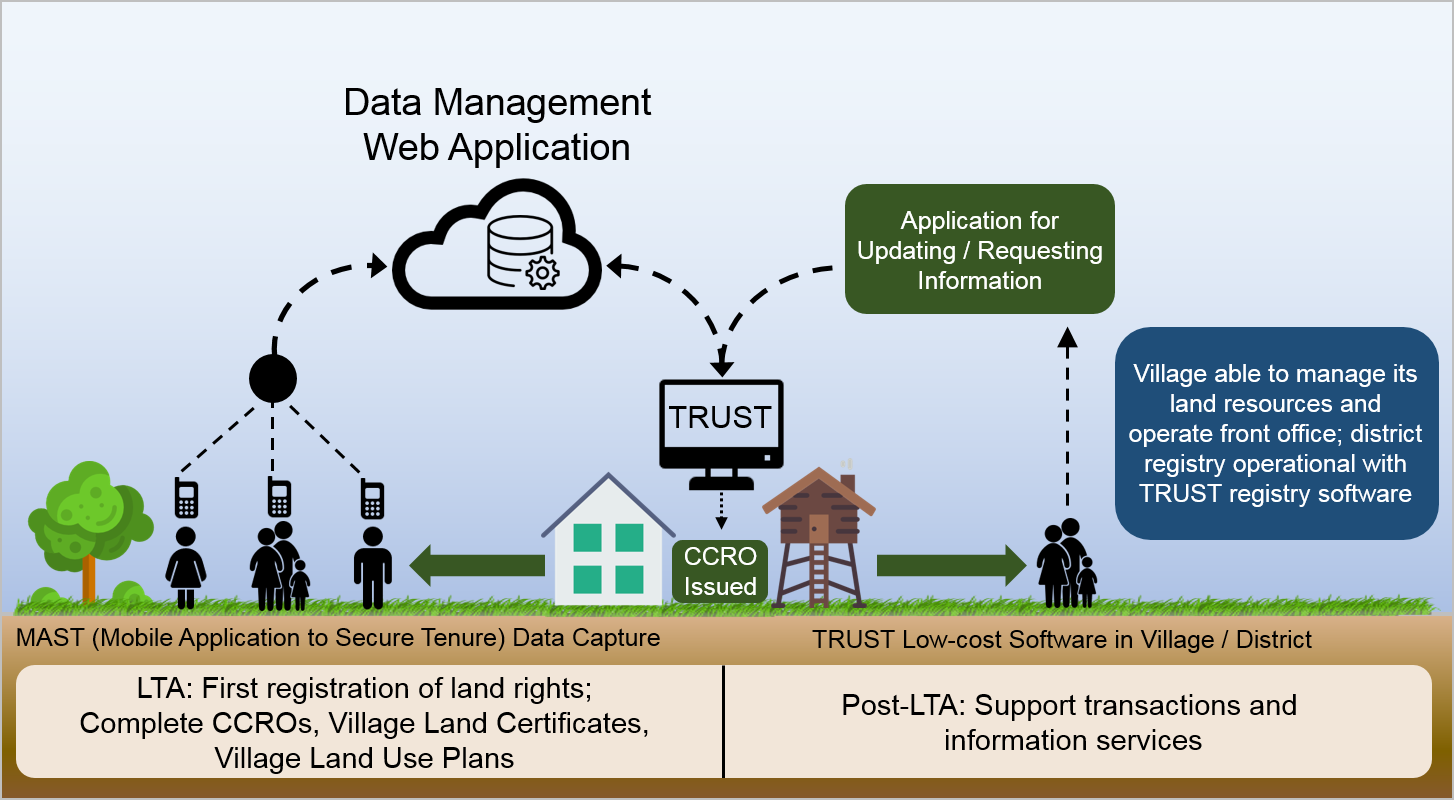 Data Management
Web Application
Application for
Updating / Requesting
Information
Village able to manage its
land resources and
operate front office; district
registry operational with
TRUST registry software
TRUST
CCRO
Issued
MAST (Mobile Application to Secure Tenure) Data Capture
TRUST Low-cost Software in Village / District
LTA: First registration of land rights;
Complete CCROs, Village Land Certificates,
Village Land Use Plans
Post-LTA: Support transactions and
information services